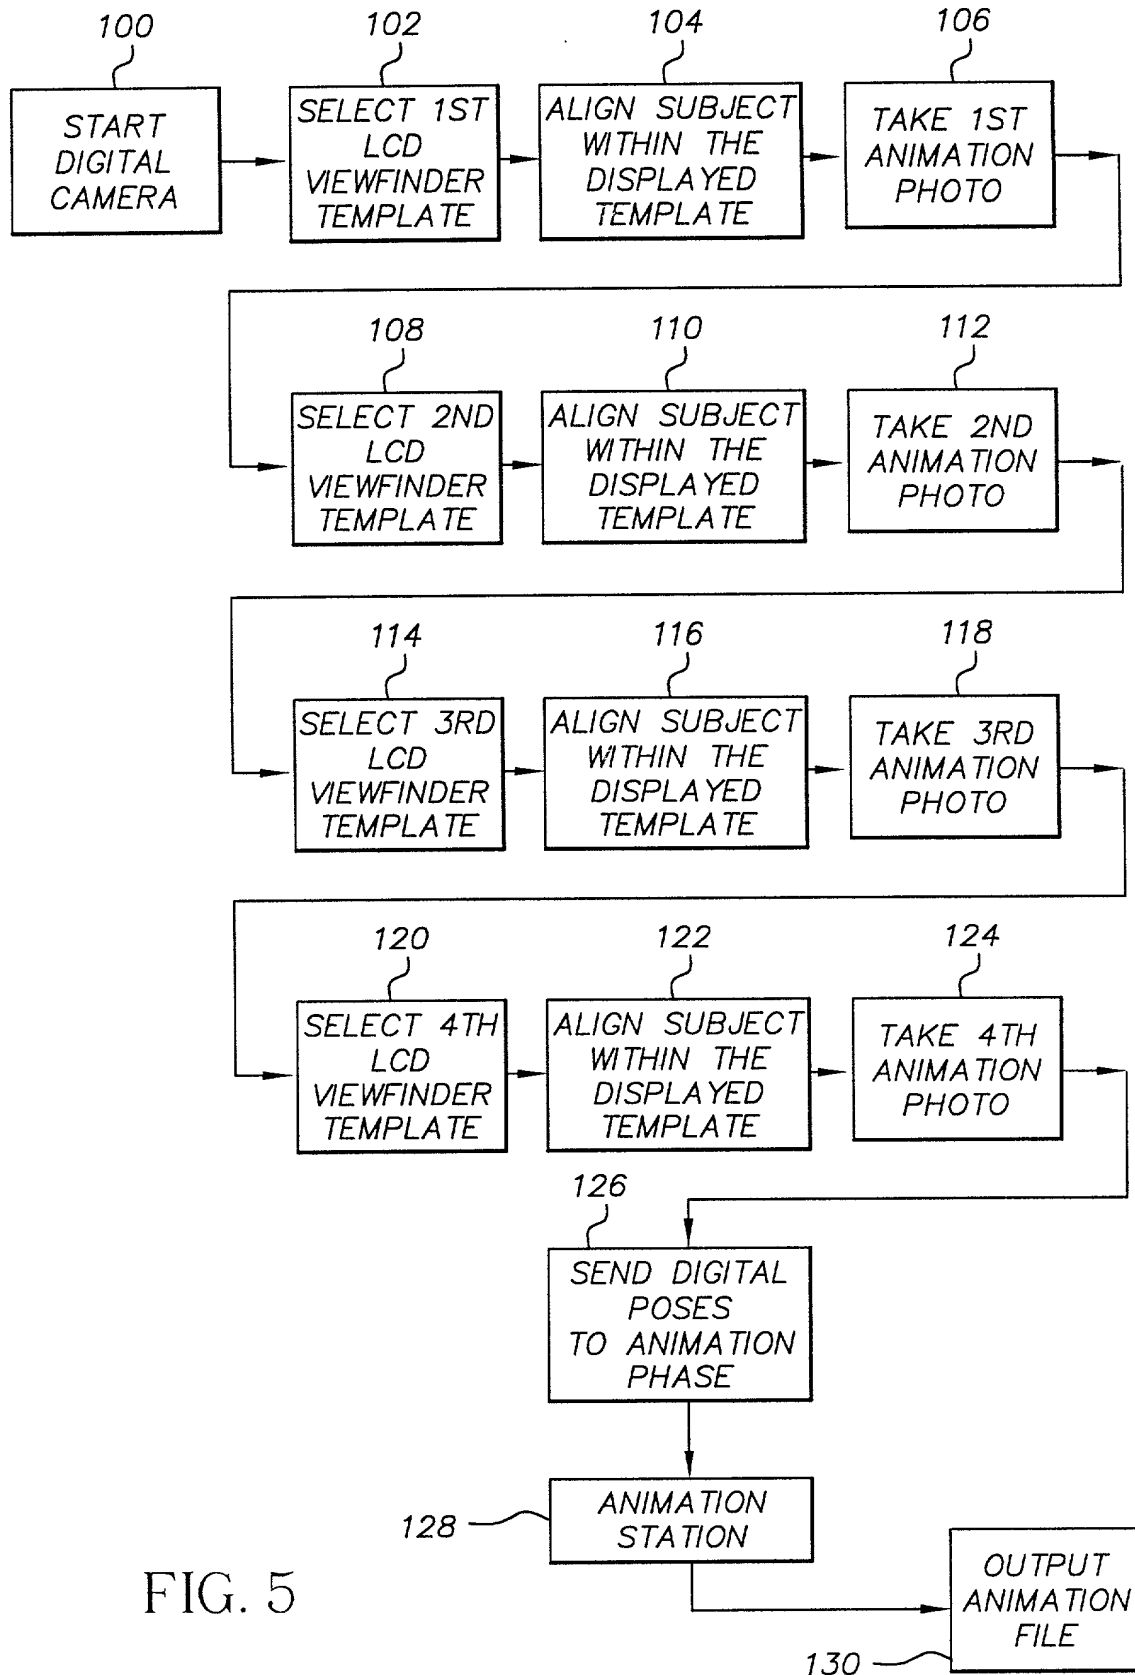 100
102
104
106
START
DIGITAL
CAMERA
SELECT 1ST
LCD
VIEWFINDER
TEMPLATE
ALIGN SUBJECT
WITHIN THE
DISPLAYED
TEMPLATE
TAKE 1ST
ANIMATION
PHOTO
108
110
112
SELECT 2ND
LCD
VIEWFINDER
TEMPLATE
ALIGN SUBJECT
WITHIN THE
DISPLAYED
TEMPLATE
TAKE 2ND
ANIMATION
PHOTO
114
116
118
SELECT 3RD
LCD
VIEWFINDER
TEMPLATE
ALIGN SUBJECT
WITHIN THE
DISPLAYED
TEMPLATE
TAKE 3RD
ANIMATION
PHOTO
120
122
124
SELECT 4TH
LCD
VIEWFINDER
TEMPLATE
ALIGN SUBJECT
WITHIN THE
DISPLAYED
TEMPLATE
TAKE 4TH
ANIMATION
PHOTO
126
SEND DIGITAL
POSES
TO ANIMATION
PHASE
128
ANIMATION
STATION
OUTPUT
ANIMATION
FILE
130
FIG. 5